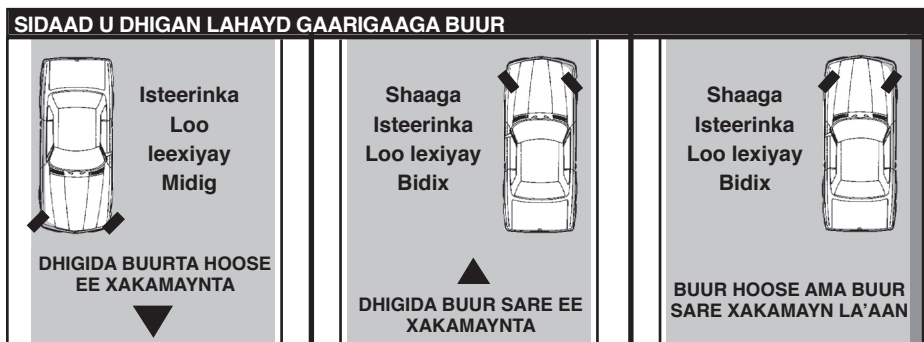 SIDAAD U DHIGAN LAHAYD GAARIGAAGA BUUR
Isteerinka
Loo
leexiyay
Midig
DHIGIDA BUURTA HOOSE
EE XAKAMAYNTA
Shaaga
Isteerinka
Loo lexiyay
Bidix
DHIGIDA BUUR SARE EE
XAKAMAYNTA
Shaaga
Isteerinka
Loo lexiyay
Bidix
BUUR HOOSE AMA BUUR
SARE XAKAMAYN LA'AAN